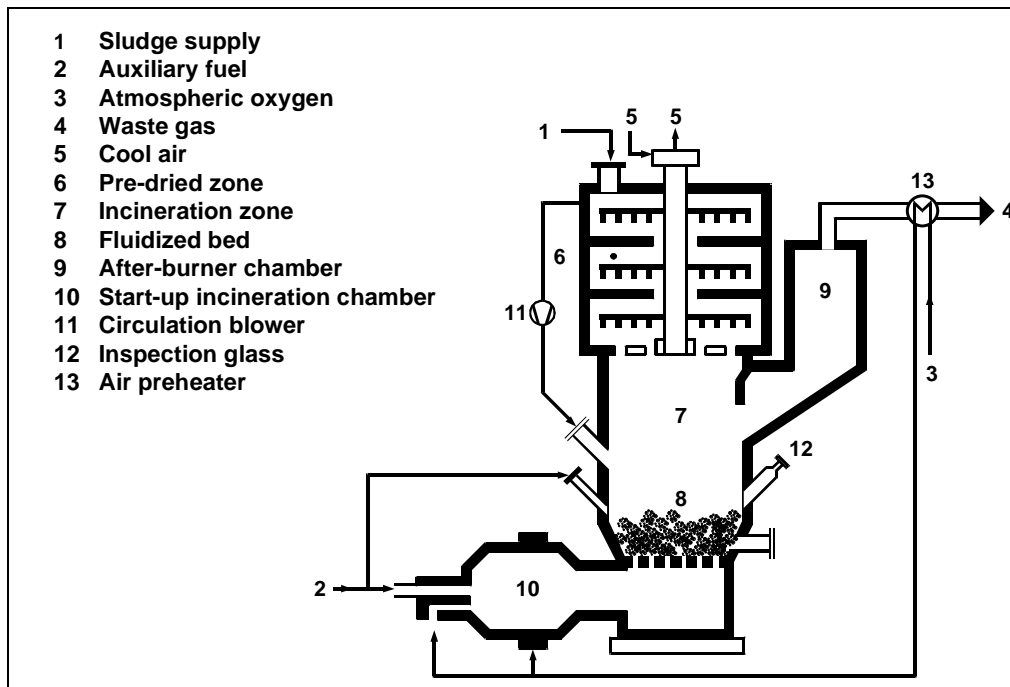 1 Sludge supply
2 Auxiliary fuel
3 Atmospheric oxygen
4 Waste gas
5 Cool air
6 Pre-dried zone
7 Incineration zone
8 Fluidized bed
9 After-burner chamber
10 Start-up incineration chamber
11 Circulation blower
12 Inspection glass
13 Air preheater
5 5
1
13
4
6
9
11
3
7
12
8
2
10